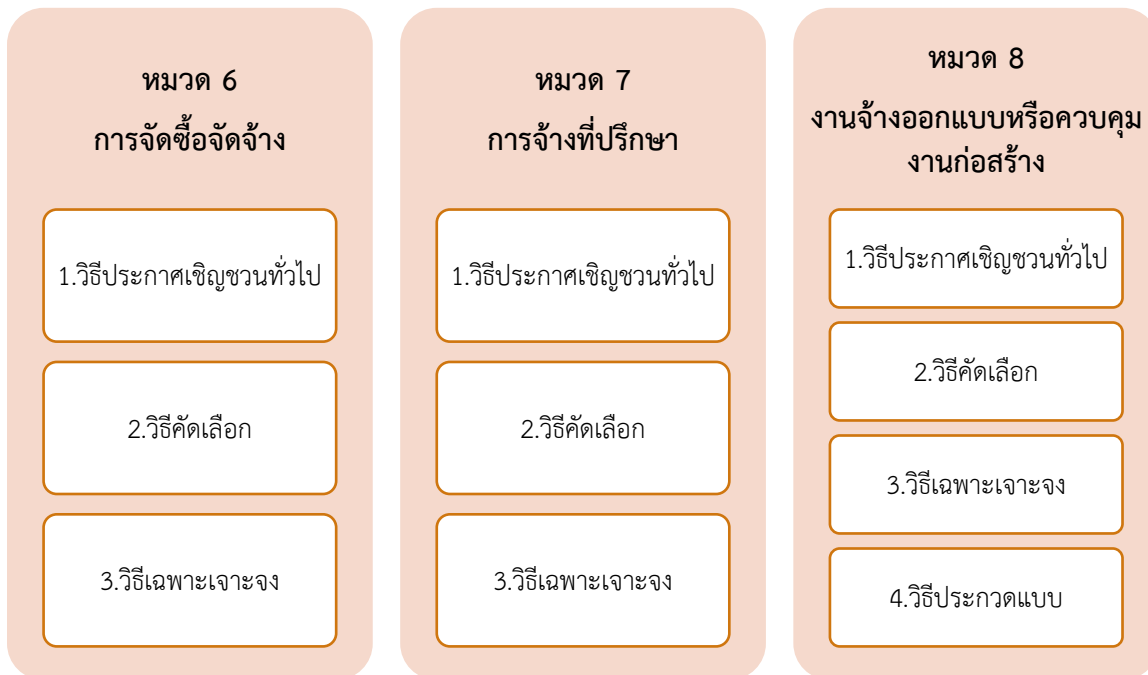 หมวด 6
การจัดซื้อจัดจ้าง
1.วิธีประกาศเชิญชวนทั่วไป
2.วิธีคัดเลือก
3.วิธีเฉพาะเจาะจง
หมวด 7
การจ้างที่ปรึกษา
1.วิธีประกาศเชิญชวนทั่วไป
2.วิธีคัดเลือก
3.วิธีเฉพาะเจาะจง
หมวด 8
งานจ้างออกแบบหรือควบคุม
งานก่อสร้าง
1.วิธีประกาศเชิญชวนทั่วไป
2.วิธีคัดเลือก
3.วิธีเฉพาะเจาะจง
4.วิธีประกวดแบบ